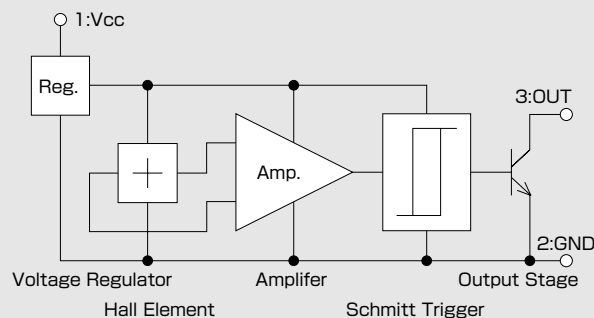 1:Vcc
Reg.
3:OUT
Amp.
2:GND
Voltage Regulator
Amplifer
Output Stage
Hall Element
Schmitt Trigger